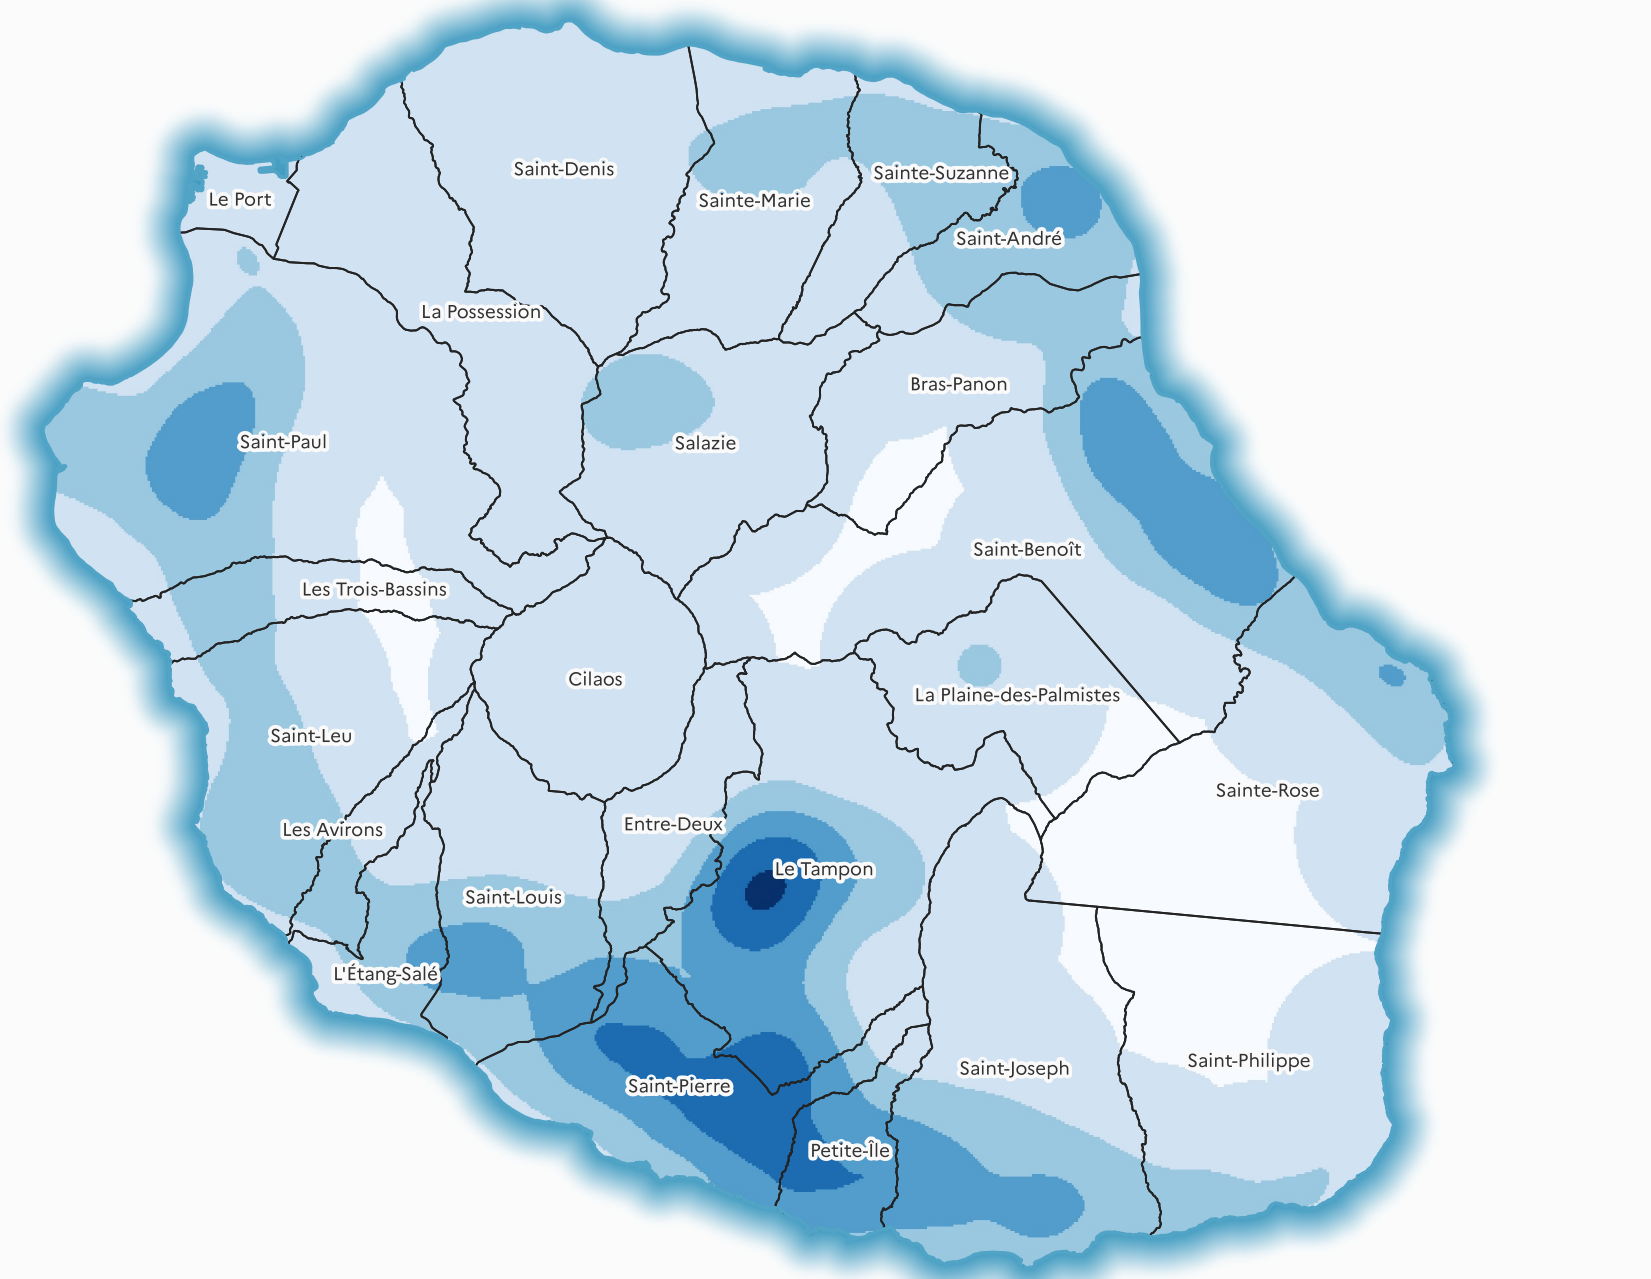 Saint-Denis
Sainte-Suzanne
Le Port
Sainte-Marie
Saint-André
La Possession
Bras-Panon
Saint-Paul
Salazie
Saint-Benoît
Les Trois-Bassins
Cilaos
La Plaine-des-Palmistes
Saint-Leu
Sainte-Rose
Les Avirons
Entre-Deux
Le Tampon
Saint-Louis
L'Étang-Salé
Saint-Philippe
Saint-Joseph
Saint-Pierre
Petite-Île